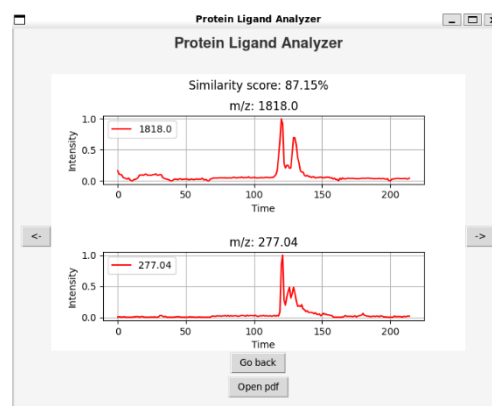 Protein Ligand Analyzer
Protein Ligand Analyzer
Similarity score: 87.15%
m/z: 1818.0
1.0
0.5
0.0
Intensity
1818.0
0 50 100 150 200
Time
<-
->
m/z: 277.04
1.0
0.5
0.0
Intensity
277.04
0 50 100 150 200
Time
Go back
Open pdf